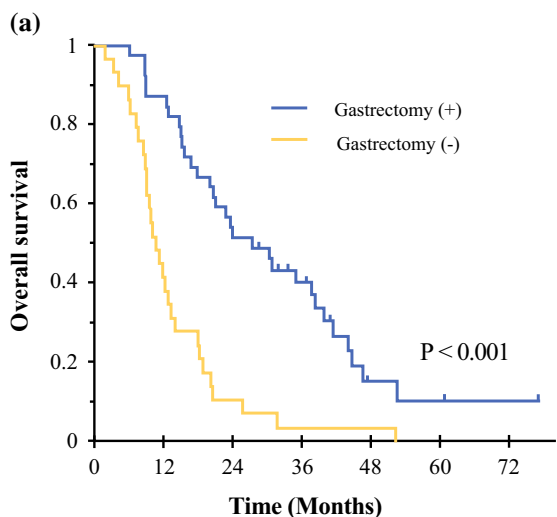 (a)
1
0.8
0.6
0.4
0.2
0
Overall survival
Gastrectomy (+)
Gastrectomy (-)
P < 0.001
0 12 24 36 48 60 72
Time (Months)